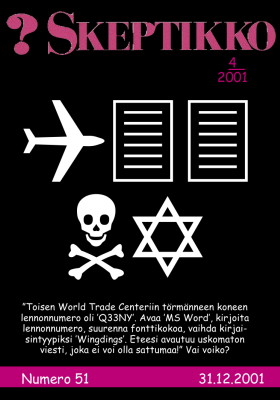 ? SKEPTIKKO
4
2001
"Toisen World Trade Centeriin törmänneen koneen
lennonnumero oli 'Q33NY'. Avaa 'MS Word', kirjoita
lennonnumero, suurenna fonttikokoa, vaihda kirjai-
sintyypiksi 'Wingdings'. Eteesi avautuu uskomaton
viesti, joka ei voi olla sattumaa!" Vai voiko?
Numero 51 31.12.2001